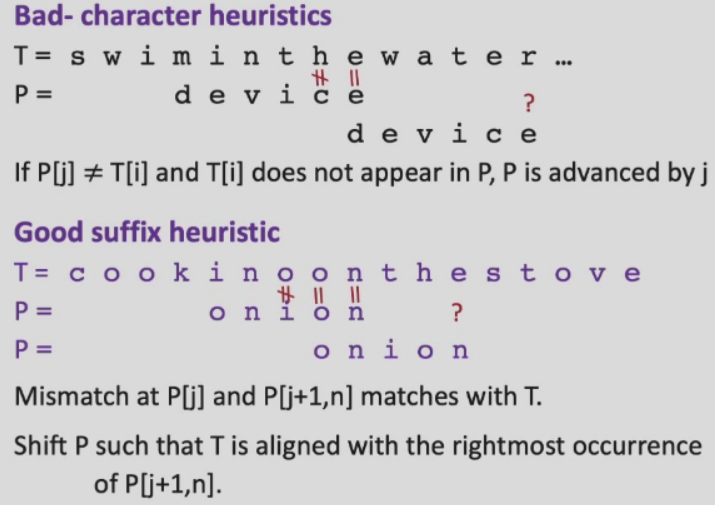 Bad- character heuristics
T= s w i m i n t h e w a t e r ...
≠ ||
P = d e v i c e ?
d e v i c e
If P[j] ≠ T[i] and T[i] does not appear in P, P is advanced by j
Good suffix heuristic
T= c o o k i n o o n t h e s t o v e
≠ || ||
P = o n i o n ?
P = o n i o n
Mismatch at P[j] and P[j+1,n] matches with T.
Shift P such that T is aligned with the rightmost occurrence
of P[j+1,n].